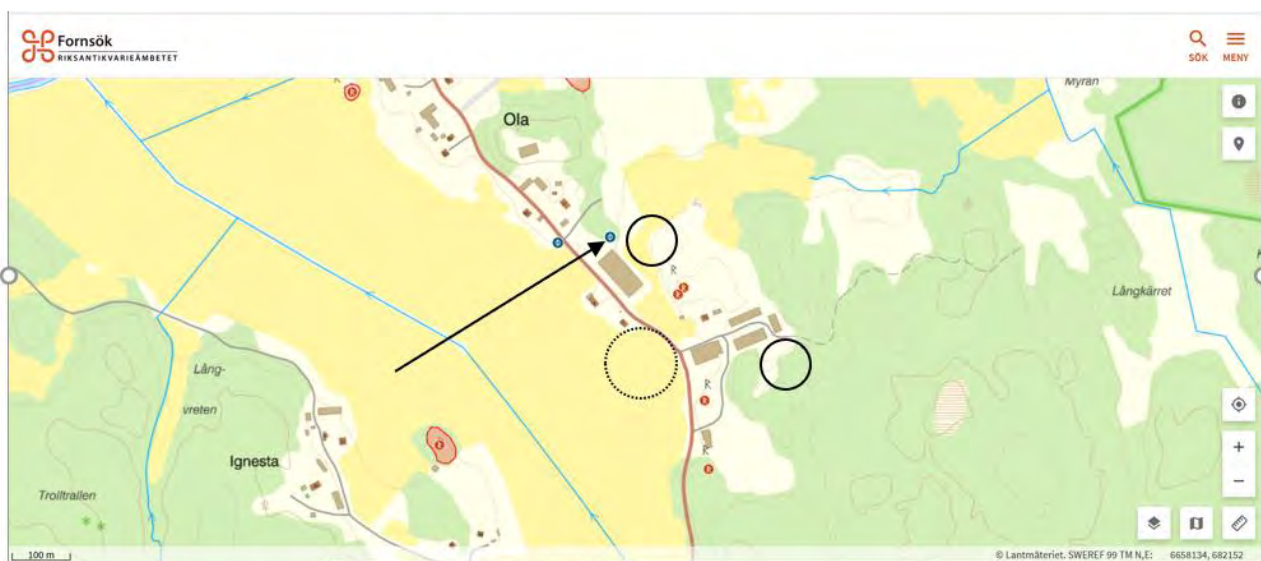 Fornsök
RIKSANTIKVARIEÄMBETET
SÖK MENY
Myran
Ola
R
Långkärret
Lång-
vreten
R
Ignesta
R
Trolltrallen
100 m
© Lantmäteriet. SWEREF 99 TM N,E: 6658134, 682152